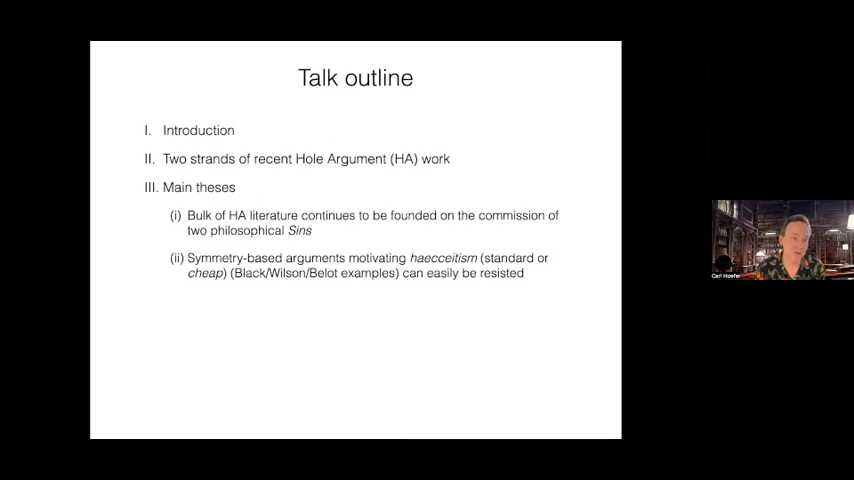 Talk outline
I. Introduction
II. Two strands of recent Hole Argument (HA) work
III. Main theses
(i) Bulk of HA literature continues to be founded on the commission of
two philosophical Sins
(ii) Symmetry-based arguments motivating haecceitism (standard or
cheap) (Black/Wilson/Belot examples) can easily be resisted
Carl Hoefer